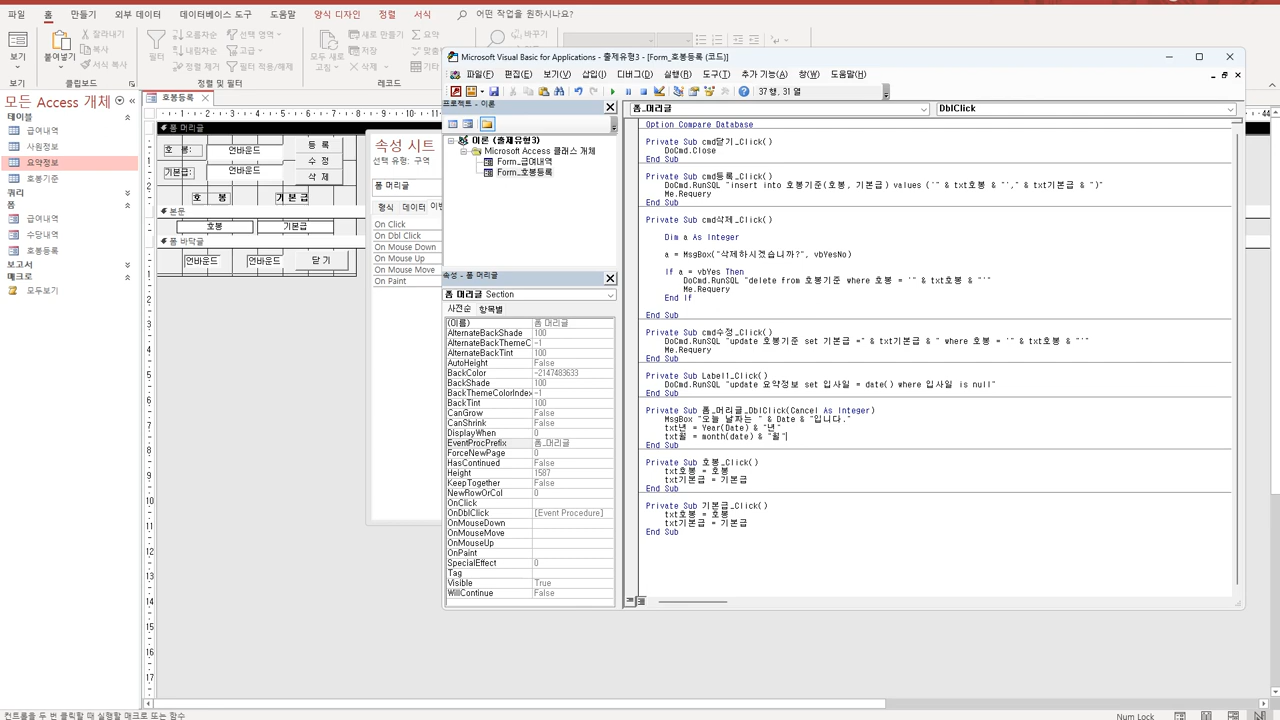 파일 홈 만들기 외부 데이터 데이터베이스 도구 도움말 양식 디자인 정렬 서식 어떤 작업을 원하시나요?
보기 붙여넣기 잘라내기 복사 서식 복사 필터 오름차순 내림차순 정렬 제거 선택 영역 고급 필터 적용/해제 모두 새로 고침 새로 만들기 저장 삭제 요약 바꾸기
보기 클립보드 정렬 및 필터 레코드
모든 Access 개체
테이블
급여내역
사원정보
요약정보
호봉기준
쿼리
폼
급여내역
수당내역
호봉등록
보고서
매크로
모두보기
호봉등록
폼 머리글
호 봉: 언바운드 등 록
수 정
기본급: 언바운드 삭 제
호 봉 기 본 급
본문
호봉 기본급
폼 바닥글
언바운드 언바운드 닫 기
속성 시트
선택 유형: 구역
폼 머리글
형식 데이터 이벤
On Click
On Dbl Click
On Mouse Down
On Mouse Up
On Mouse Move
On Paint
Microsoft Visual Basic for Applications - 출제유형3 - [Form_호봉등록 (코드)]
파일(F) 편집(E) 보기(V) 삽입(I) 디버그(D) 실행(R) 도구(T) 추가 기능(A) 창(W) 도움말(H)
37 행, 31 열
프로젝트 - 이론
이론 (출제유형3)
Microsoft Access 클래스 개체
Form_급여내역
Form_호봉등록
속성 - 폼 머리글
폼 머리글 Section
사전순 항목별
(이름) 폼 머리글
AlternateBackShade 100
AlternateBackThemeC -1
AlternateBackTint 100
AutoHeight False
BackColor -2147483633
BackShade 100
BackThemeColorIndex -1
BackTint 100
CanGrow False
CanShrink False
DisplayWhen 0
EventProcPrefix 폼_머리글
ForceNewPage 0
HasContinued False
Height 1587
KeepTogether False
NewRowOrCol 0
OnClick
OnDblClick [Event Procedure]
OnMouseDown
OnMouseMove
OnMouseUp
OnPaint
SpecialEffect 0
Tag
Visible True
WillContinue False
폼_머리글 DblClick
Option Compare Database
Private Sub cmd닫기_Click()
DoCmd.Close
End Sub
Private Sub cmd등록_Click()
DoCmd.RunSQL "insert into 호봉기준(호봉, 기본급) values ('" & txt호봉 & "'," & txt기본급 & ")"
Me.Requery
End Sub
Private Sub cmd삭제_Click()
Dim a As Integer
a = MsgBox("삭제하시겠습니까?", vbYesNo)
If a = vbYes Then
DoCmd.RunSQL "delete from 호봉기준 where 호봉 = '" & txt호봉 & "'"
Me.Requery
End If
End Sub
Private Sub cmd수정_Click()
DoCmd.RunSQL "update 호봉기준 set 기본급 =" & txt기본급 & " where 호봉 = '" & txt호봉 & "'"
Me.Requery
End Sub
Private Sub Label1_Click()
DoCmd.RunSQL "update 요약정보 set 입사일 = date() where 입사일 is null"
End Sub
Private Sub 폼_머리글_DblClick(Cancel As Integer)
MsgBox "오늘 날짜는 " & Date & "입니다."
txt년 = Year(Date) & "년"
txt월 = month(date) & "월"
End Sub
Private Sub 호봉_Click()
txt호봉 = 호봉
txt기본급 = 기본급
End Sub
Private Sub 기본급_Click()
txt호봉 = 호봉
txt기본급 = 기본급
End Sub
컨트롤을 두 번 클릭할 때 실행할 매크로 또는 함수
Num Lock